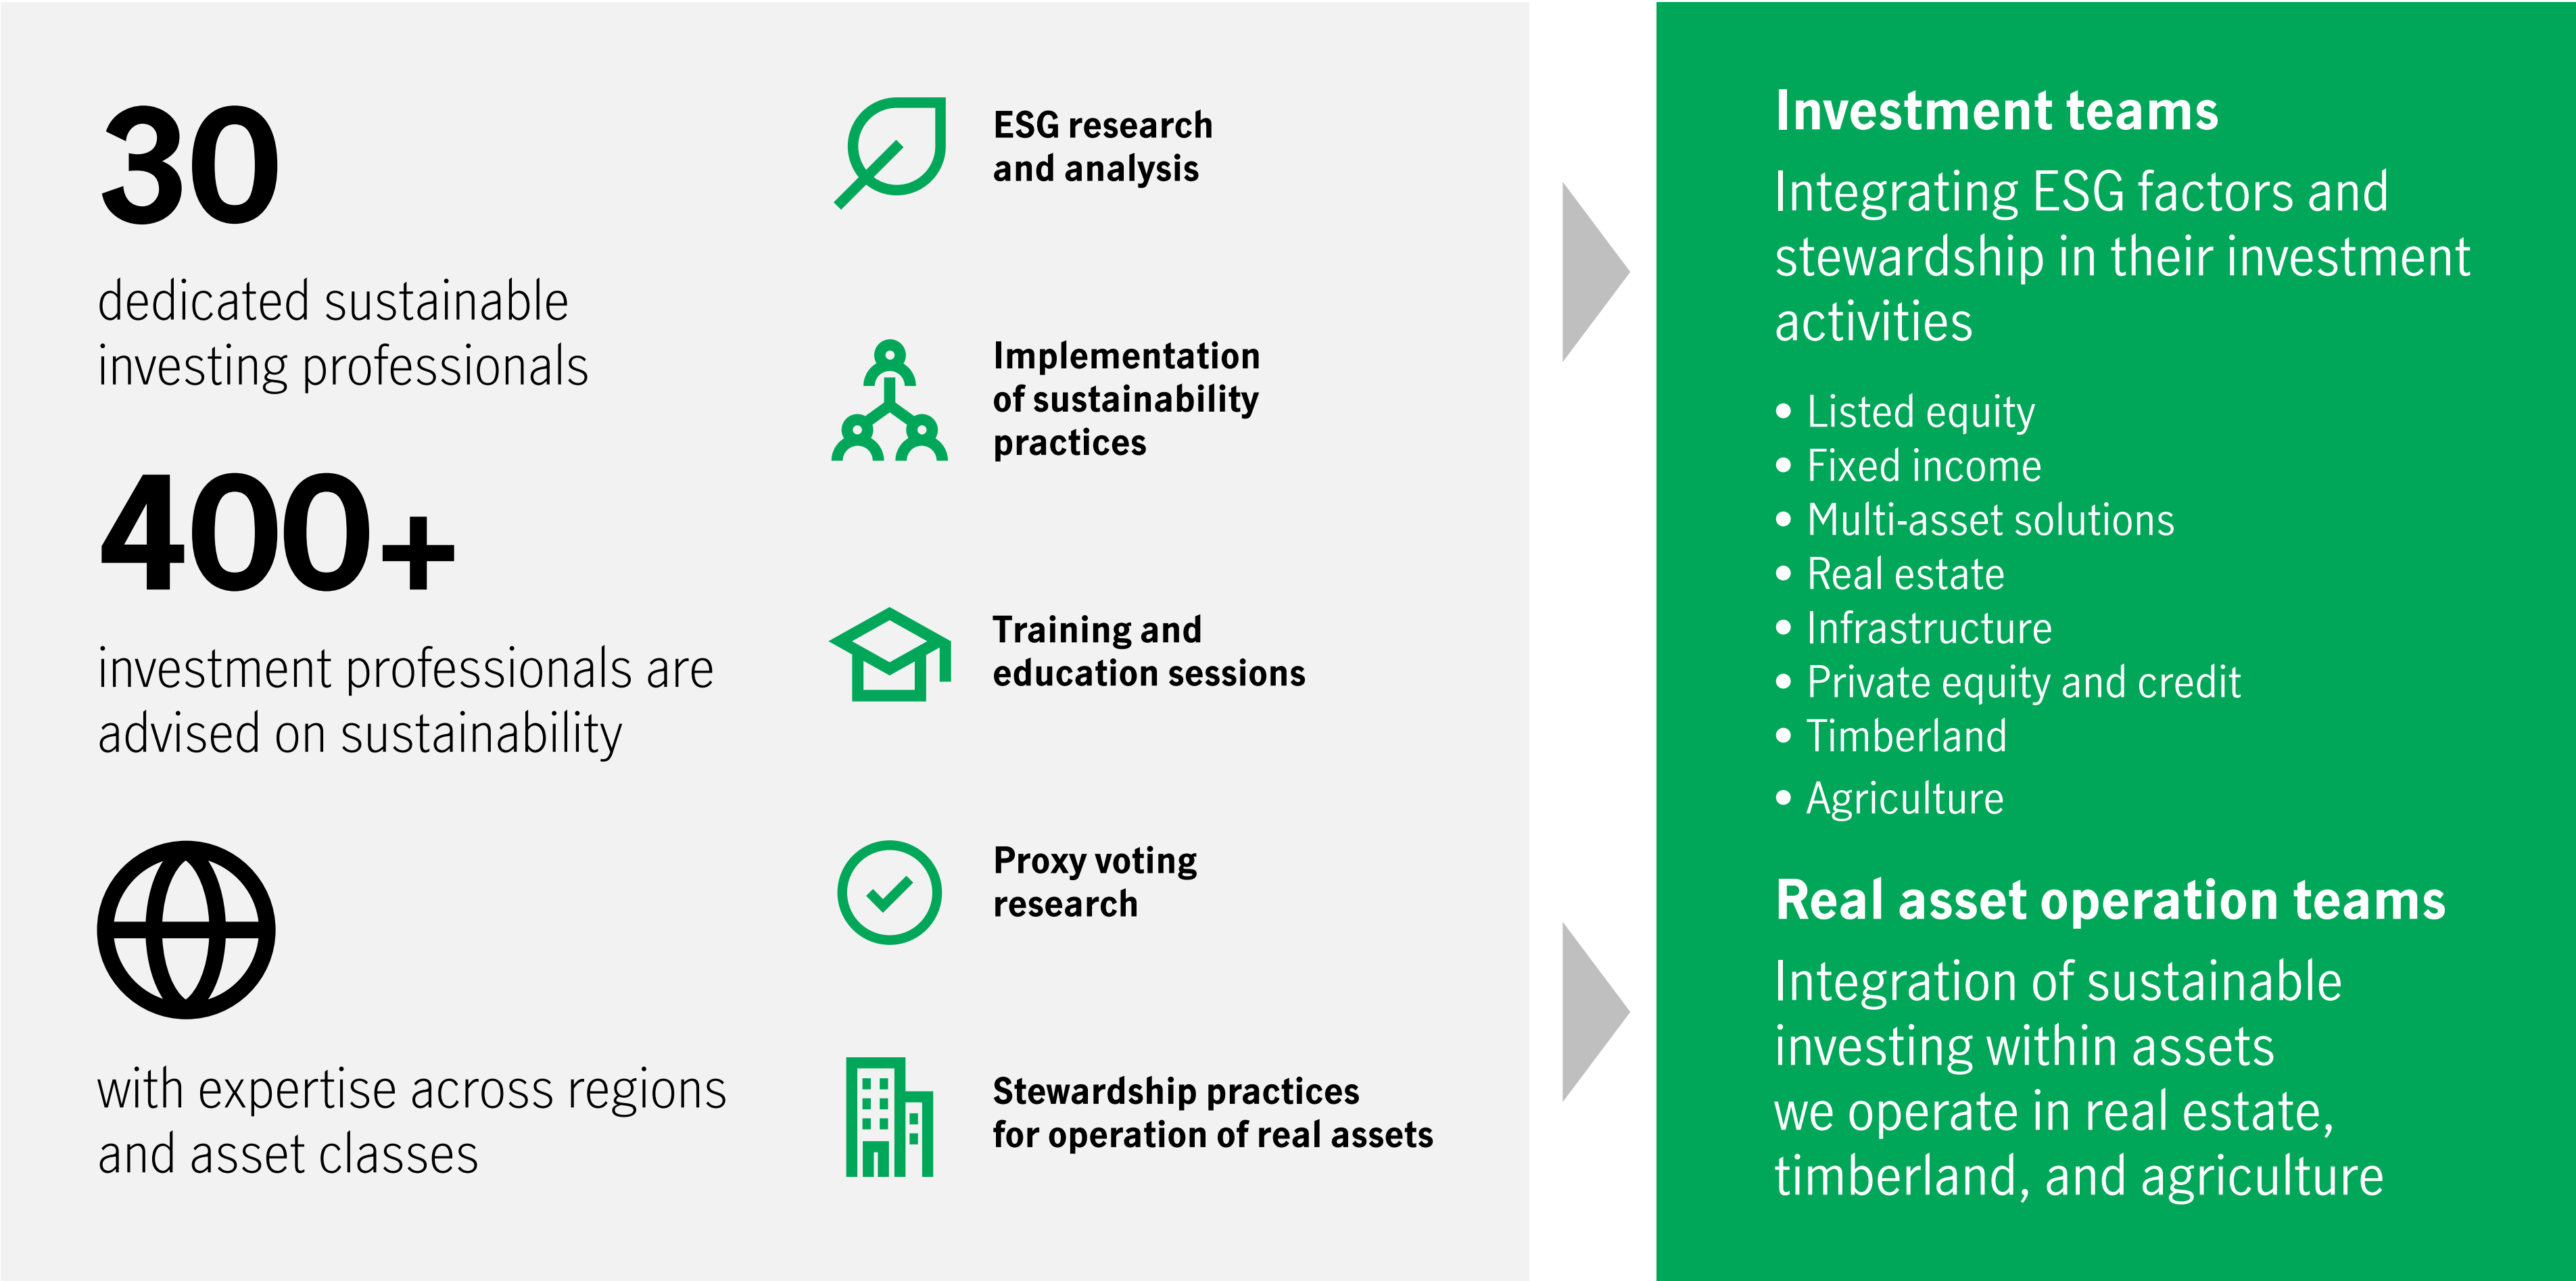 30
dedicated sustainable
investing professionals
400+
investment professionals are
advised on sustainability
with expertise across regions
and asset classes
ESG research
and analysis
Implementation
of sustainability
practices
Training and
education sessions
Proxy voting
research
Stewardship practices
for operation of real assets
Investment teams
Integrating ESG factors and
stewardship in their investment
activities
• Listed equity
• Fixed income
• Multi-asset solutions
• Real estate
• Infrastructure
• Private equity and credit
• Timberland
• Agriculture
Real asset operation teams
Integration of sustainable
investing within assets
we operate in real estate,
timberland, and agriculture